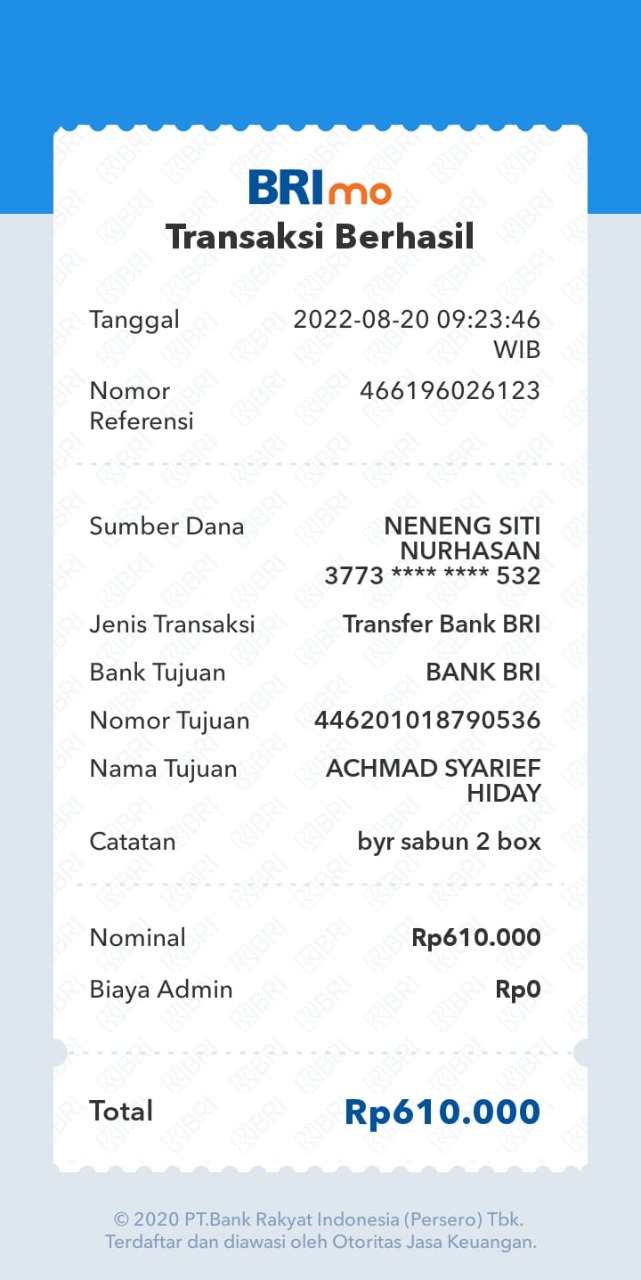 BRImo
Transaksi Berhasil
Tanggal 2022-08-20 09:23:46
WIB
Nomor 466196026123
Referensi
Sumber Dana NENENG SITI
NURHASAN
3773 **** **** 532
Jenis Transaksi Transfer Bank BRI
Bank Tujuan BANK BRI
Nomor Tujuan 446201018790536
Nama Tujuan ACHMAD SYARIEF
HIDAY
Catatan byr sabun 2 box
Nominal Rp610.000
Biaya Admin Rp0
Total Rp610.000
© 2020 PT.Bank Rakyat Indonesia (Persero) Tbk.
Terdaftar dan diawasi oleh Otoritas Jasa Keuangan.